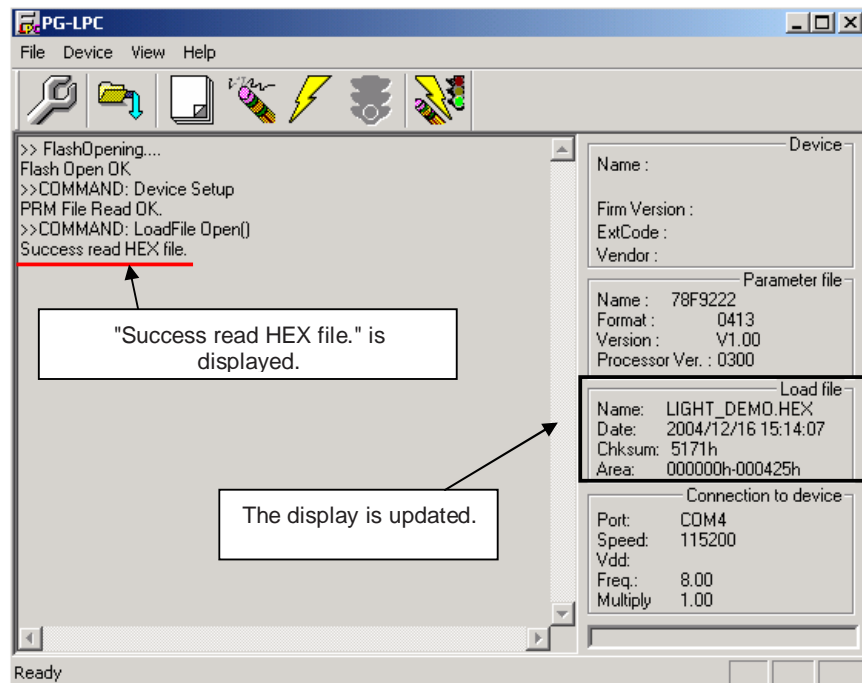 PG-LPC
File Device View Help
>> FlashOpening....
Flash Open OK
>>COMMAND: Device Setup
PRM File Read OK.
>>COMMAND: LoadFile Open()
Success read HEX file.
"Success read HEX file." is
displayed.
The display is updated.
Device
Name :
Firm Version :
ExtCode :
Vendor :
Parameter file
Name : 78F9222
Format : 0413
Version : V1.00
Processor Ver. : 0300
Load file
Name: LIGHT_DEMO.HEX
Date: 2004/12/16 15:14:07
Chksum: 5171h
Area: 000000h-000425h
Connection to device
Port: COM4
Speed: 115200
Vdd:
Freq.: 8.00
Multiply 1.00
Ready